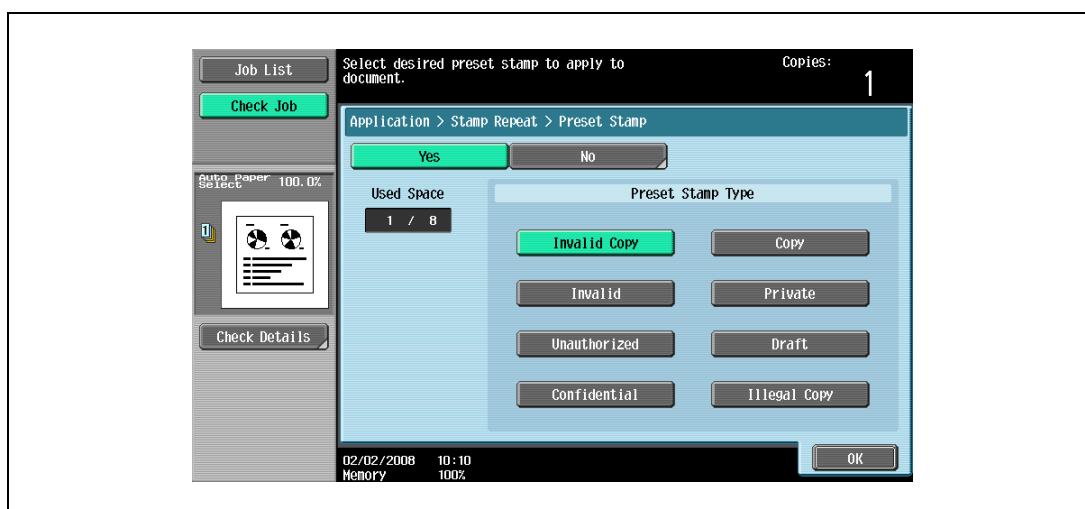 Job List
Check Job
Select desired preset stamp to apply to
document.
Copies:
1
Application > Stamp Repeat > Preset Stamp
Yes
No
Auto Paper
Select
100.0%
1
Check Details
Used Space
1 / 8
Preset Stamp Type
Invalid Copy
Copy
Invalid
Private
Unauthorized
Draft
Confidential
Illegal Copy
02/02/2008 10:10
Memory 100%
OK